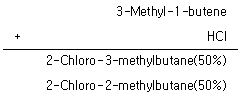 3-Methyl-1-butene
+ HCl
2-Chloro-3-methylbutane(50%)
2-Chloro-2-methylbutane(50%)